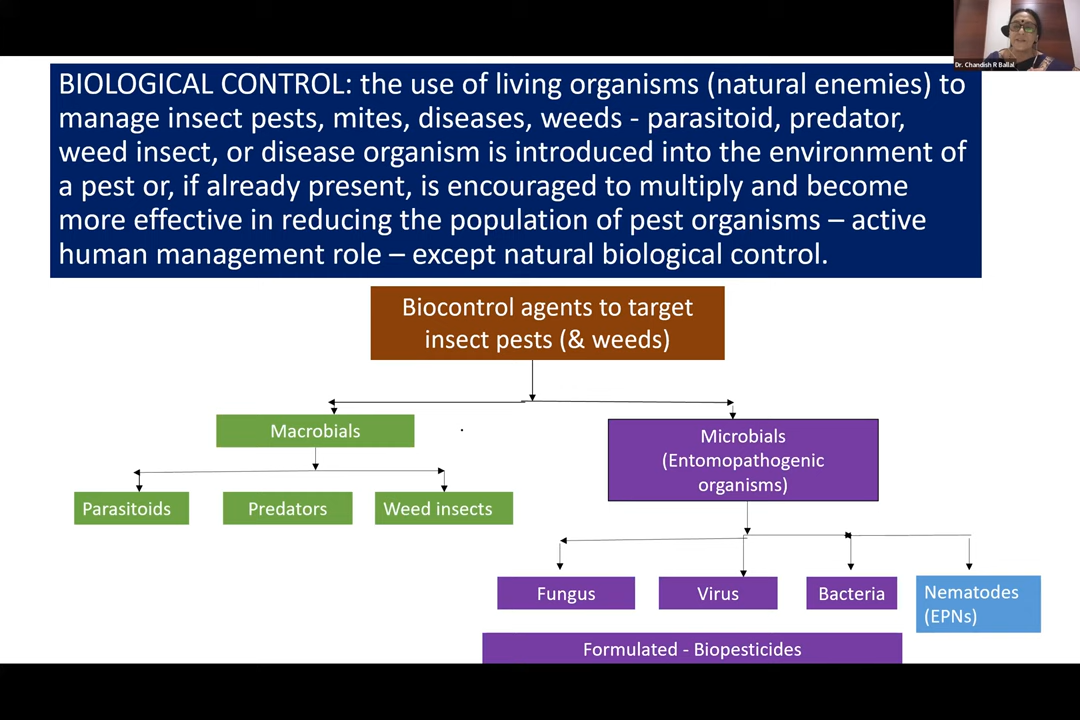 Dr. Chandish R Ballal
BIOLOGICAL CONTROL: the use of living organisms (natural enemies) to
manage insect pests, mites, diseases, weeds - parasitoid, predator,
weed insect, or disease organism is introduced into the environment of
a pest or, if already present, is encouraged to multiply and become
more effective in reducing the population of pest organisms – active
human management role – except natural biological control.
Biocontrol agents to target
insect pests (& weeds)
Macrobials
Microbials
(Entomopathogenic
organisms)
Parasitoids
Predators
Weed insects
Fungus
Virus
Bacteria
Nematodes
(EPNs)
Formulated - Biopesticides